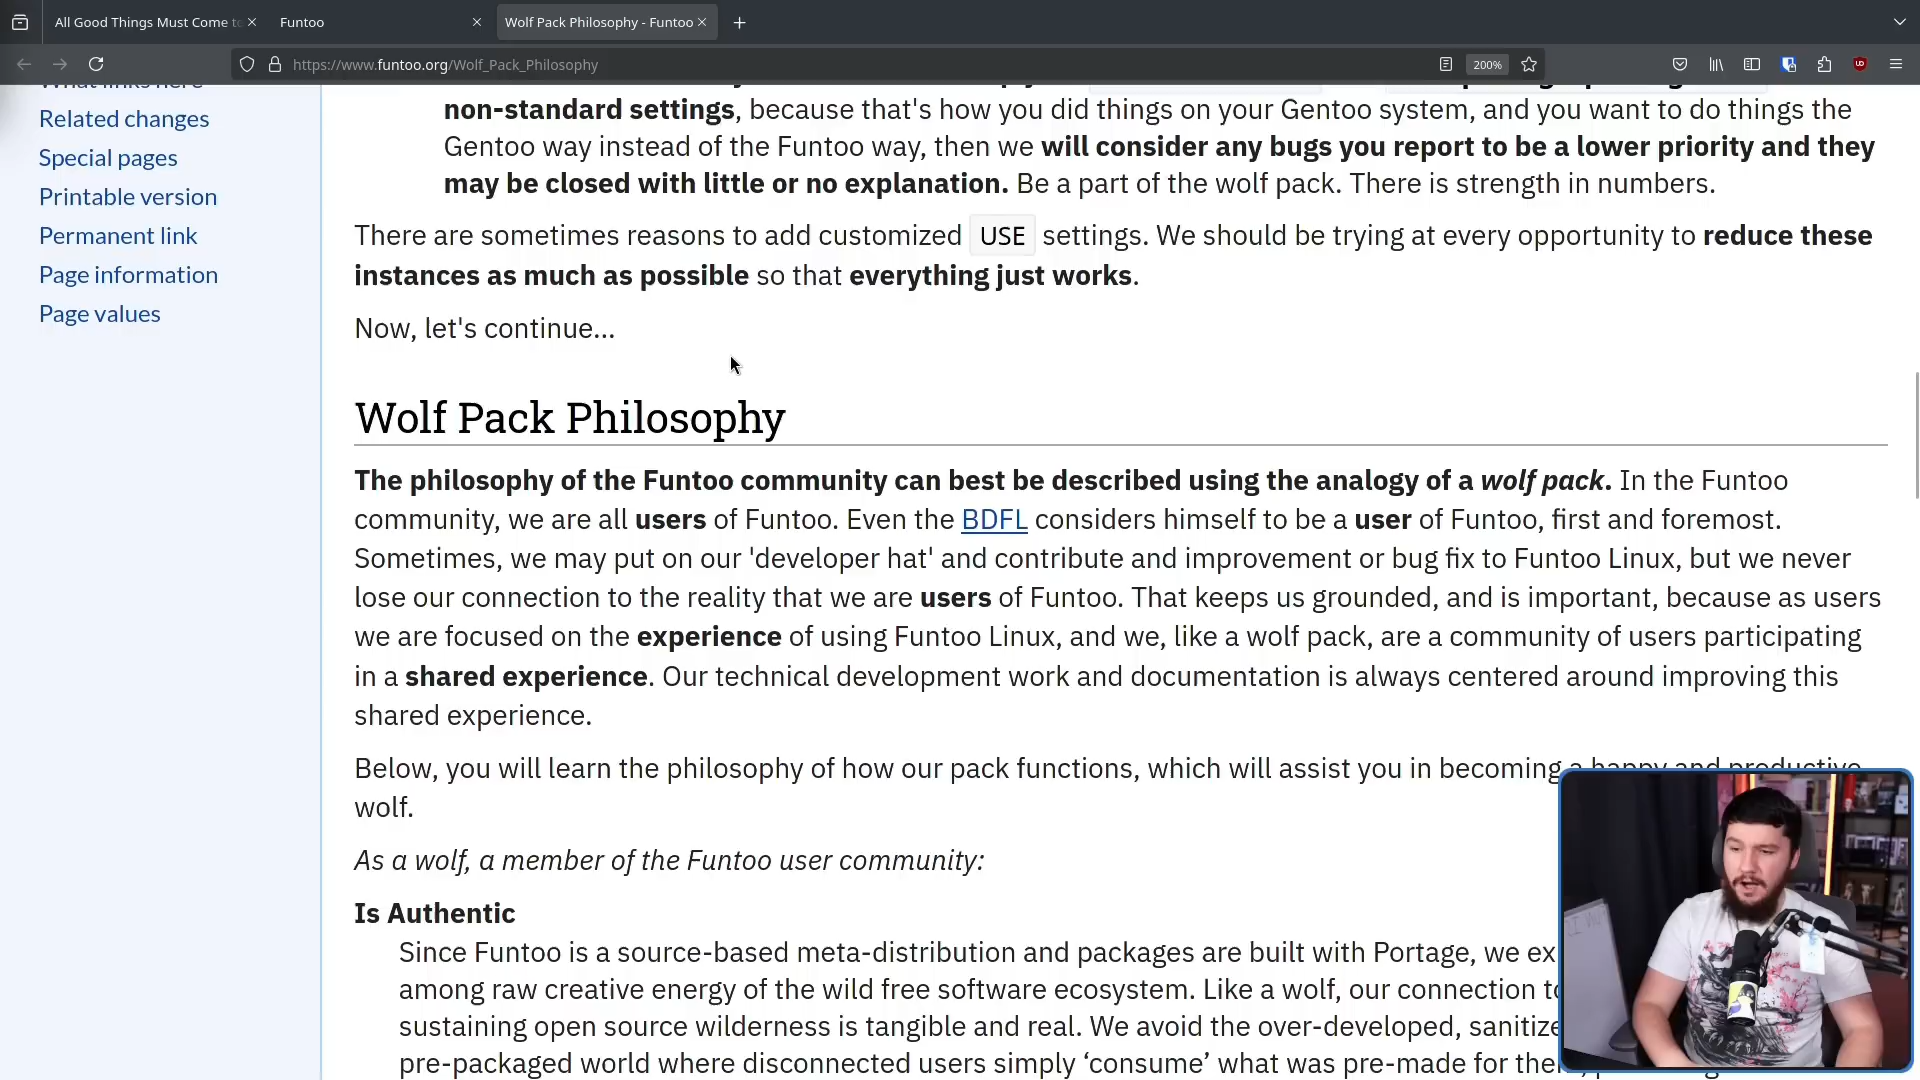 All Good Things Must Come to
Funtoo
Wolf Pack Philosophy - Funtoo
https://www.funtoo.org/Wolf_Pack_Philosophy
200%
What links here
Related changes
Special pages
Printable version
Permanent link
Page information
Page values
non-standard settings, because that's how you did things on your Gentoo system, and you want to do things the
Gentoo way instead of the Funtoo way, then we will consider any bugs you report to be a lower priority and they
may be closed with little or no explanation. Be a part of the wolf pack. There is strength in numbers.
There are sometimes reasons to add customized USE settings. We should be trying at every opportunity to reduce these
instances as much as possible so that everything just works.
Now, let's continue...
Wolf Pack Philosophy
The philosophy of the Funtoo community can best be described using the analogy of a wolf pack. In the Funtoo
community, we are all users of Funtoo. Even the BDFL considers himself to be a user of Funtoo, first and foremost.
Sometimes, we may put on our 'developer hat' and contribute and improvement or bug fix to Funtoo Linux, but we never
lose our connection to the reality that we are users of Funtoo. That keeps us grounded, and is important, because as users
we are focused on the experience of using Funtoo Linux, and we, like a wolf pack, are a community of users participating
in a shared experience. Our technical development work and documentation is always centered around improving this
shared experience.
Below, you will learn the philosophy of how our pack functions, which will assist you in becoming a happy and productive
wolf.
As a wolf, a member of the Funtoo user community:
Is Authentic
Since Funtoo is a source-based meta-distribution and packages are built with Portage, we ex
among raw creative energy of the wild free software ecosystem. Like a wolf, our connection to
sustaining open source wilderness is tangible and real. We avoid the over-developed, sanitize
pre-packaged world where disconnected users simply ‘consume’ what was pre-made for the